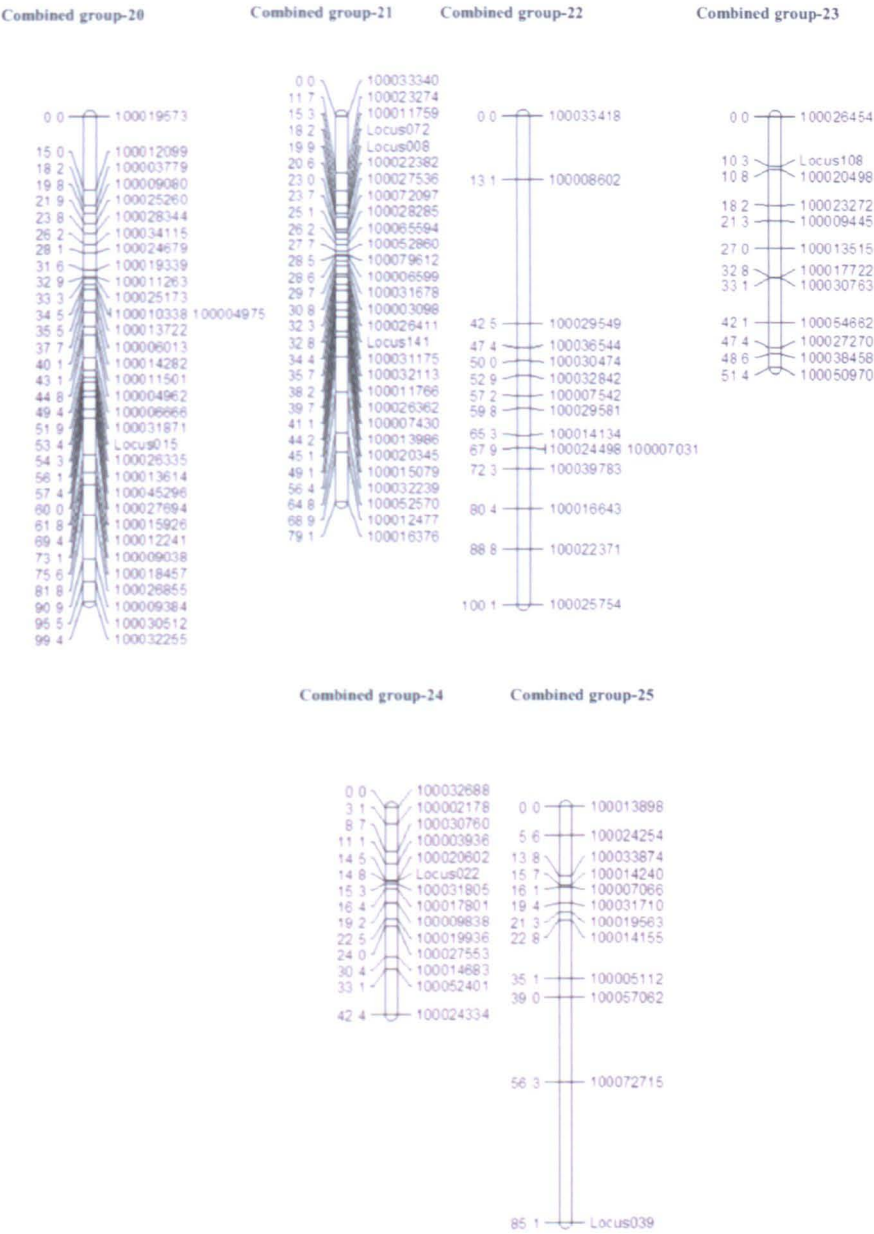 Combined group-20
0 0 100019673
15 0 100012099
18 2 100003779
19 8 100009080
21 9 100025260
23 8 100028344
26 2 100034115
28 1 100024679
31 6 100019339
32 9 100011263
33 3 100025173
34 5 100010338 100004975
35 5 100013722
37 7 100006013
40 1 100014282
43 1 100011501
44 8 100004962
49 4 100006666
51 9 100031871
53 4 Locus015
54 3 100026335
56 1 100013614
57 4 100045296
60 0 100027694
61 8 100015926
69 4 100012241
73 1 100009038
75 6 100018457
81 8 100026855
90 9 100009384
95 5 100030512
99 4 100032255
Combined group-21
0 0 100033340
11 7 100023274
15 3 100011759
18 2 Locus072
19 9 Locus008
20 6 100022382
23 0 100027536
23 7 100072097
25 1 100028285
26 2 100065594
27 7 100052860
28 5 100079612
28 6 100006599
29 7 100031678
30 8 100003098
32 3 100026411
32 8 Locus141
34 4 100031175
35 7 100032113
38 2 100011766
39 7 100026362
41 1 100007430
44 2 100013986
45 1 100020345
49 1 100015079
56 4 100032239
64 8 100052570
68 9 100012477
79 1 100016376
Combined group-22
0 0 100033418
13 1 100008602
42 5 100029549
47 4 100036544
50 0 100030474
52 9 100032842
57 2 100007542
59 8 100029581
65 3 100014134
67 9 100024498 100007031
72 3 100039783
80 4 100016643
88 8 100022371
100 1 100025754
Combined group-23
0 0 100026454
10 3 Locus108
10 8 100020498
18 2 100023272
21 3 100009445
27 0 100013515
32 8 100017722
33 1 100030763
42 1 100054662
47 4 100027270
48 6 100038458
51 4 100050970
Combined group-24
0 0 100032688
3 1 100002178
8 7 100030760
11 1 100003936
14 5 100020602
14 8 Locus022
15 3 100031805
16 4 100017801
19 2 100009838
22 5 100019936
24 0 100027553
30 4 100014683
33 1 100052401
42 4 100024334
Combined group-25
0 0 100013898
5 6 100024254
13 8 100033874
15 7 100014240
16 1 100007066
19 4 100031710
21 3 100019563
22 8 100014155
35 1 100005112
39 0 100057062
56 3 100072715
85 1 Locus039